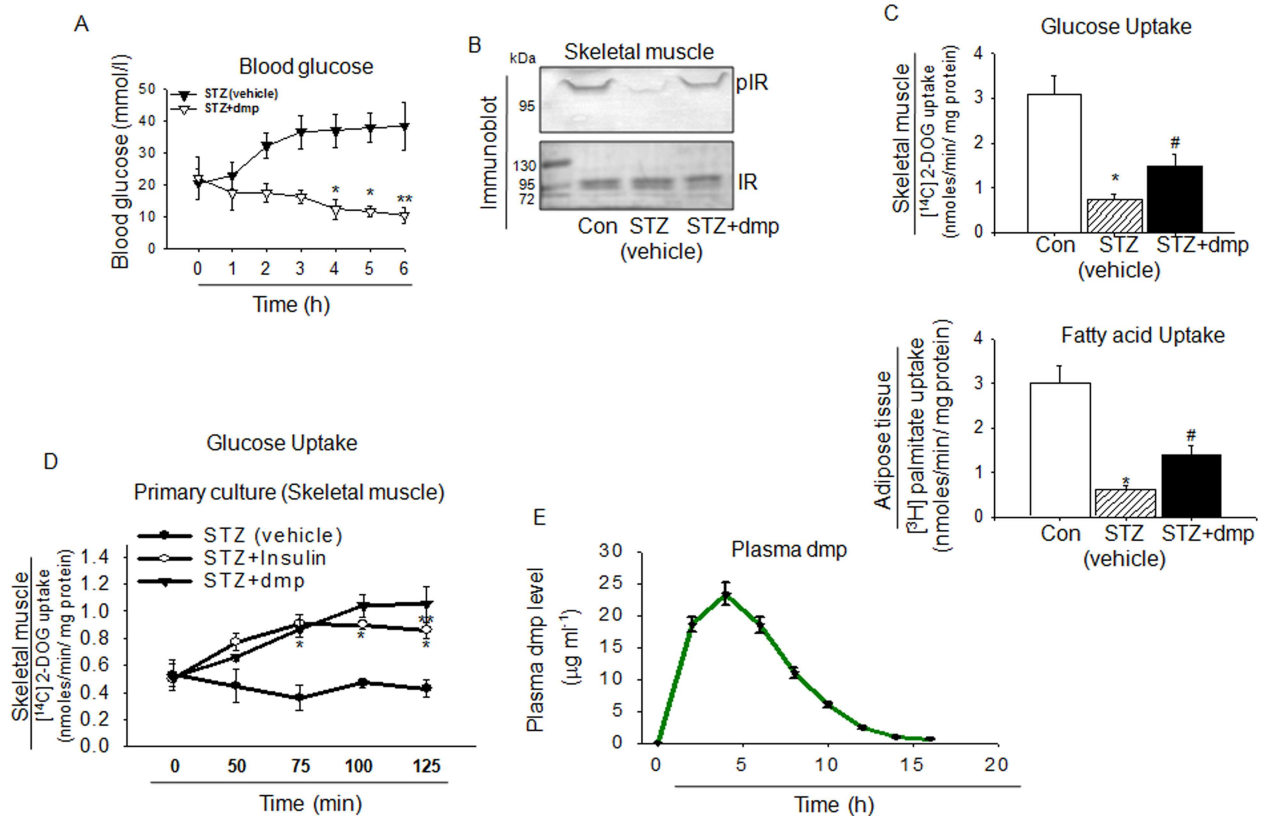 A
Blood glucose
STZ (vehicle)
STZ+dmp
Blood glucose (mmol/l)
50
40
30
20
10
0
*
*
**
0 1 2 3 4 5 6
Time (h)
B
kDa
Skeletal muscle
Immunoblot
95
pIR
130
95
72
IR
Con STZ STZ+dmp
(vehicle)
C
Glucose Uptake
Skeletal muscle
[¹⁴C] 2-DOG uptake
(nmoles/min/ mg protein)
4
3
2
1
0
*
#
Con STZ STZ+dmp
(vehicle)
Fatty acid Uptake
Adipose tissue
[³H] palmitate uptake
(nmoles/min/ mg protein)
4
3
2
1
0
*
#
Con STZ STZ+dmp
(vehicle)
D
Glucose Uptake
Primary culture (Skeletal muscle)
STZ (vehicle)
STZ+Insulin
STZ+dmp
Skeletal muscle
[¹⁴C] 2-DOG uptake
(nmoles/min/ mg protein)
1.4
1.2
1.0
0.8
0.6
0.4
0.2
0.0
*
*
*
**
*
0 50 75 100 125
Time (min)
E
Plasma dmp
Plasma dmp level
(µg ml⁻¹)
30
25
20
15
10
5
0
0 5 10 15 20
Time (h)